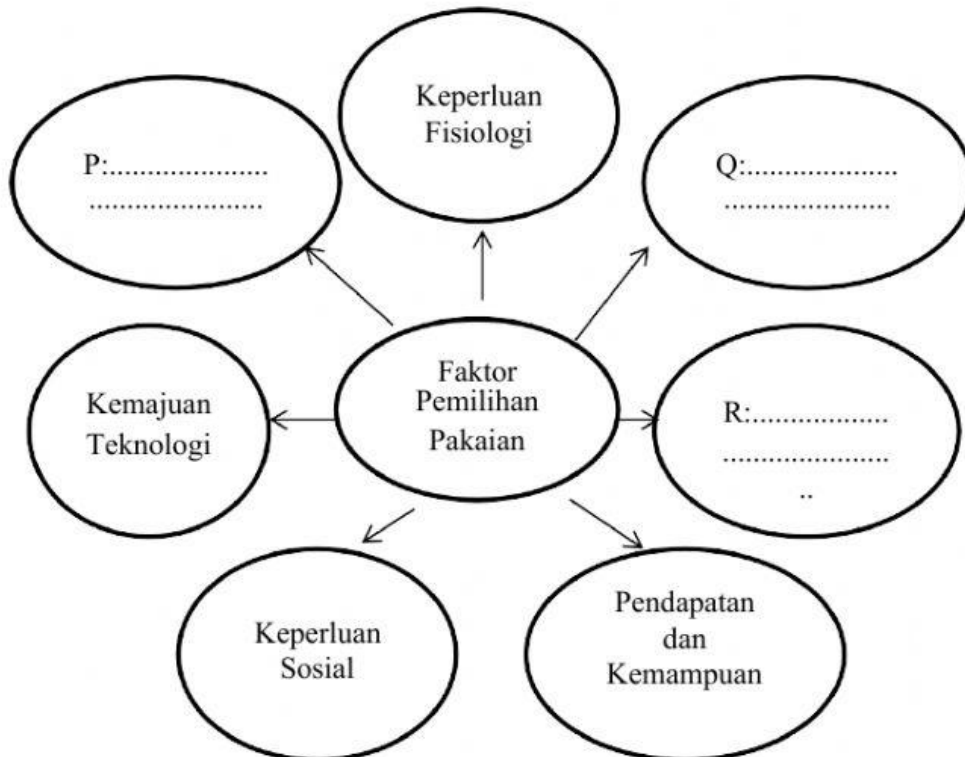 Keperluan
Fisiologi
P:.....................
.......................
Q:....................
......................
Faktor
Pemilihan
Pakaian
Kemajuan
Teknologi
R:..................
......................
..
Keperluan
Sosial
Pendapatan
dan
Kemampuan